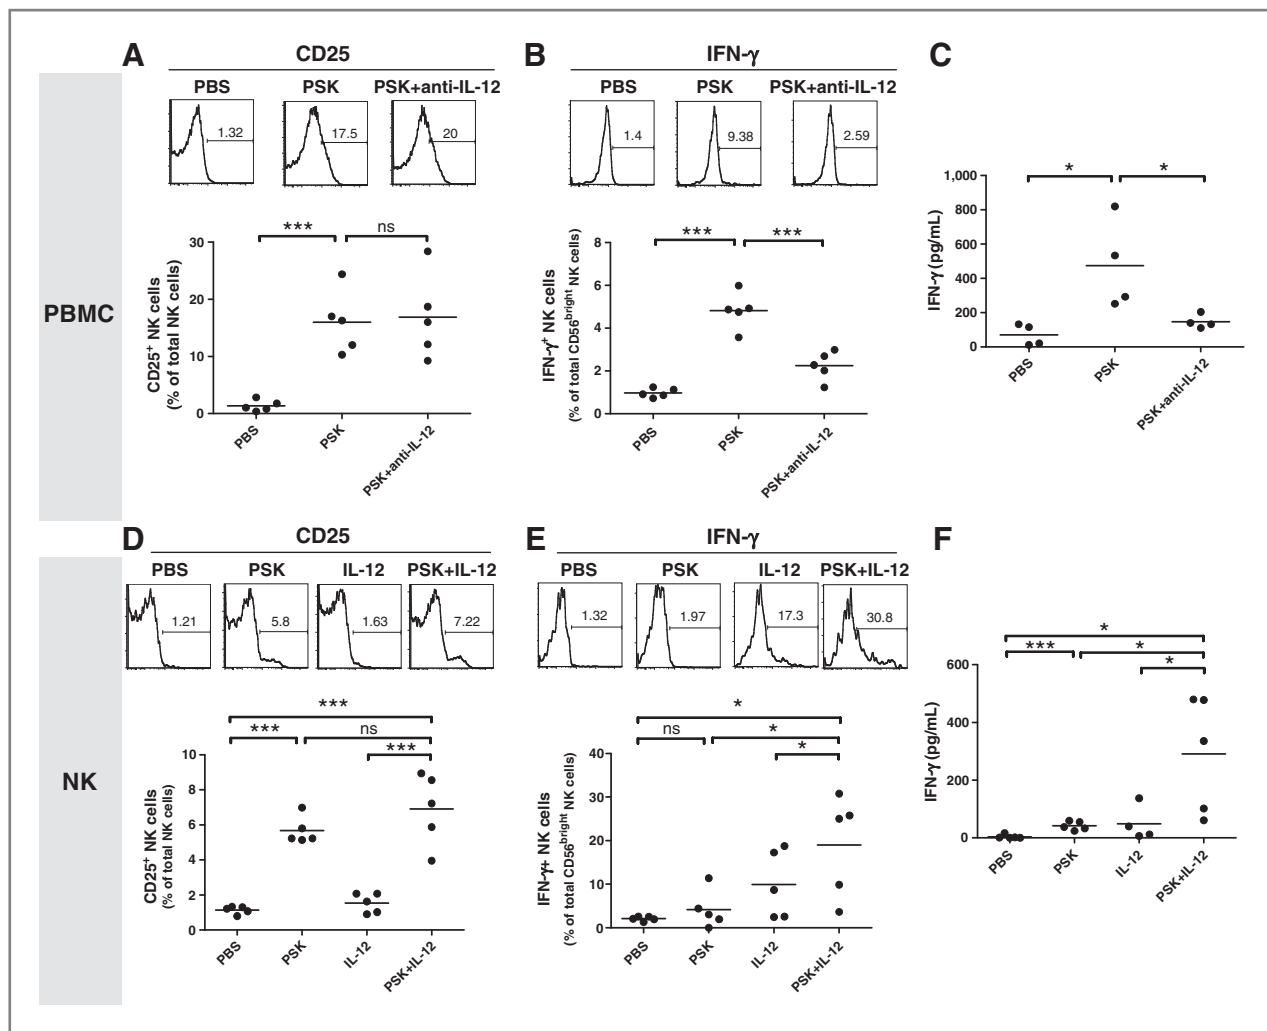 PBMC
A
CD25
PBS PSK PSK+anti-IL-12
1.32 17.5 20
*** ns
CD25⁺ NK cells
(% of total NK cells)
30
20
10
0
PBS PSK PSK+anti-IL-12
B
IFN-γ
PBS PSK PSK+anti-IL-12
1.4 9.38 2.59
*** ***
IFN-γ⁺ NK cells
(% of total CD56ᵇʳⁱᵍʰᵗ NK cells)
8
6
4
2
0
PBS PSK PSK+anti-IL-12
C
* *
IFN-γ (pg/mL)
1,000
800
600
400
200
0
PBS PSK PSK+anti-IL-12
NK
D
CD25
PBS PSK IL-12 PSK+IL-12
1.21 5.8 1.63 7.22
***
*** ns
***
CD25⁺ NK cells
(% of total NK cells)
10
8
6
4
2
0
PBS PSK IL-12 PSK+IL-12
E
IFN-γ
PBS PSK IL-12 PSK+IL-12
1.32 1.97 17.3 30.8
*
ns *
*
IFN-γ+ NK cells
(% of total CD56ᵇʳⁱᵍʰᵗ NK cells)
40
30
20
10
0
PBS PSK IL-12 PSK+IL-12
F
*
*** *
*
IFN-γ (pg/mL)
600
400
200
0
PBS PSK IL-12 PSK+IL-12